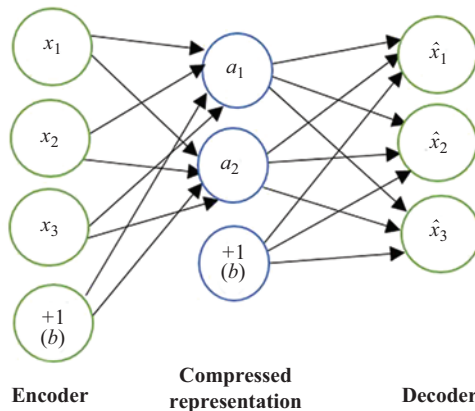 x₁
x₂
x₃
+1
(b)
a₁
a₂
+1
(b)
x̂₁
x̂₂
x̂₃
Encoder
Compressed
representation
Decoder